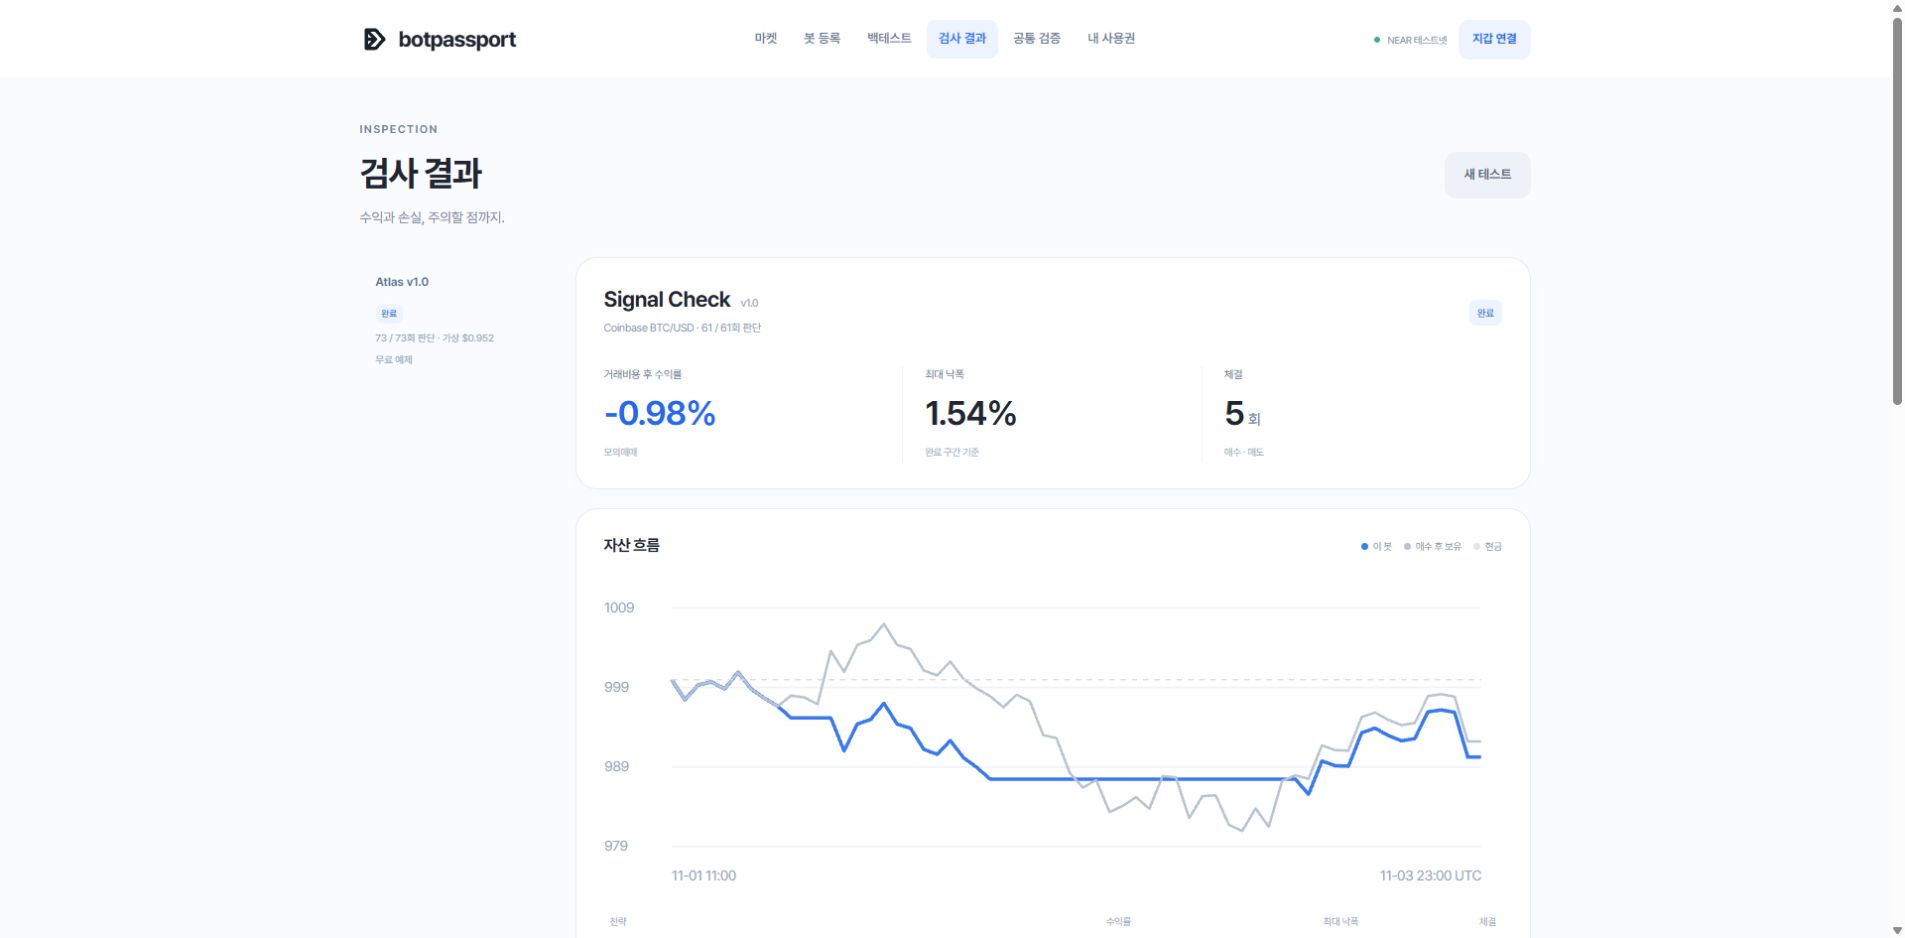 botpassport
마켓
봇 등록
백테스트
검사 결과
공통 검증
내 사용권
NEAR 테스트넷
지갑 연결
INSPECTION
검사 결과
수익과 손실, 주의할 점까지.
새 테스트
Atlas v1.0
완료
73 / 73회 판단 · 가상 $0.952
무료 예제
Signal Check v1.0
Coinbase BTC/USD · 61 / 61회 판단
완료
거래비용 후 수익률
-0.98%
모의매매
최대 낙폭
1.54%
완료 구간 기준
체결
5 회
매수 · 매도
자산 흐름
이 봇
매수 후 보유
현금
1009
999
989
979
11-01 11:00
11-03 23:00 UTC
전략
수익률
최대 낙폭
체결